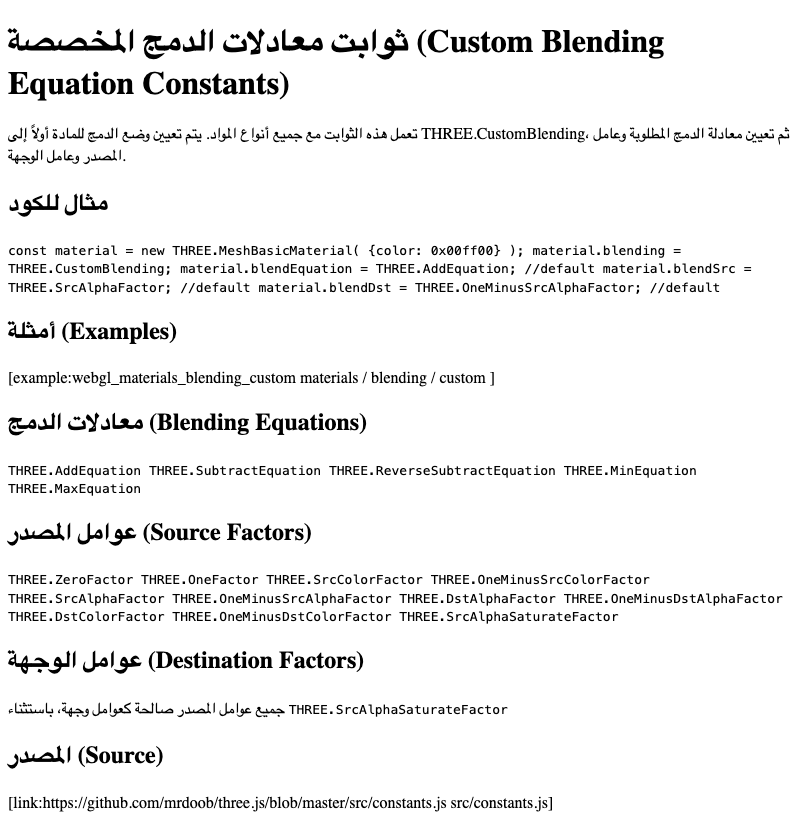 ثوابت معادلات الدمج المخصصة (Custom Blending
Equation Constants)
تعمل هذه الثوابت مع جميع أنواع المواد. يتم تعيين وضع الدمج للمادة أولاً إلى THREE.CustomBlending، ثم تعيين معادلة الدمج المطلوبة وعامل
المصدر وعامل الوجهة.
مثال للكود
const material = new THREE.MeshBasicMaterial( {color: 0x00ff00} ); material.blending =
THREE.CustomBlending; material.blendEquation = THREE.AddEquation; //default material.blendSrc =
THREE.SrcAlphaFactor; //default material.blendDst = THREE.OneMinusSrcAlphaFactor; //default
أمثلة (Examples)
[example:webgl_materials_blending_custom materials / blending / custom ]
معادلات الدمج (Blending Equations)
THREE.AddEquation THREE.SubtractEquation THREE.ReverseSubtractEquation THREE.MinEquation
THREE.MaxEquation
عوامل المصدر (Source Factors)
THREE.ZeroFactor THREE.OneFactor THREE.SrcColorFactor THREE.OneMinusSrcColorFactor
THREE.SrcAlphaFactor THREE.OneMinusSrcAlphaFactor THREE.DstAlphaFactor THREE.OneMinusDstAlphaFactor
THREE.DstColorFactor THREE.OneMinusDstColorFactor THREE.SrcAlphaSaturateFactor
عوامل الوجهة (Destination Factors)
جميع عوامل المصدر صالحة كعوامل وجهة، باستثناء THREE.SrcAlphaSaturateFactor
المصدر (Source)
[link:https://github.com/mrdoob/three.js/blob/master/src/constants.js src/constants.js]